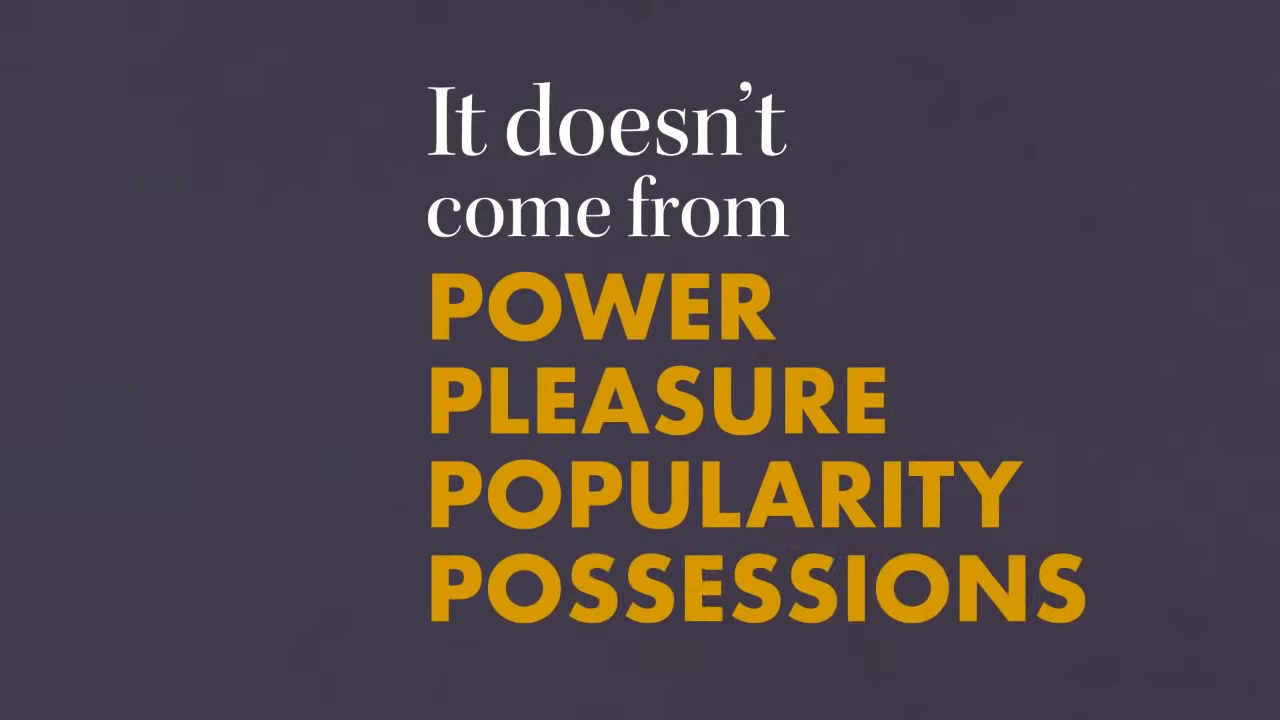 It doesn’t
come from
POWER
PLEASURE
POPULARITY
POSSESSIONS